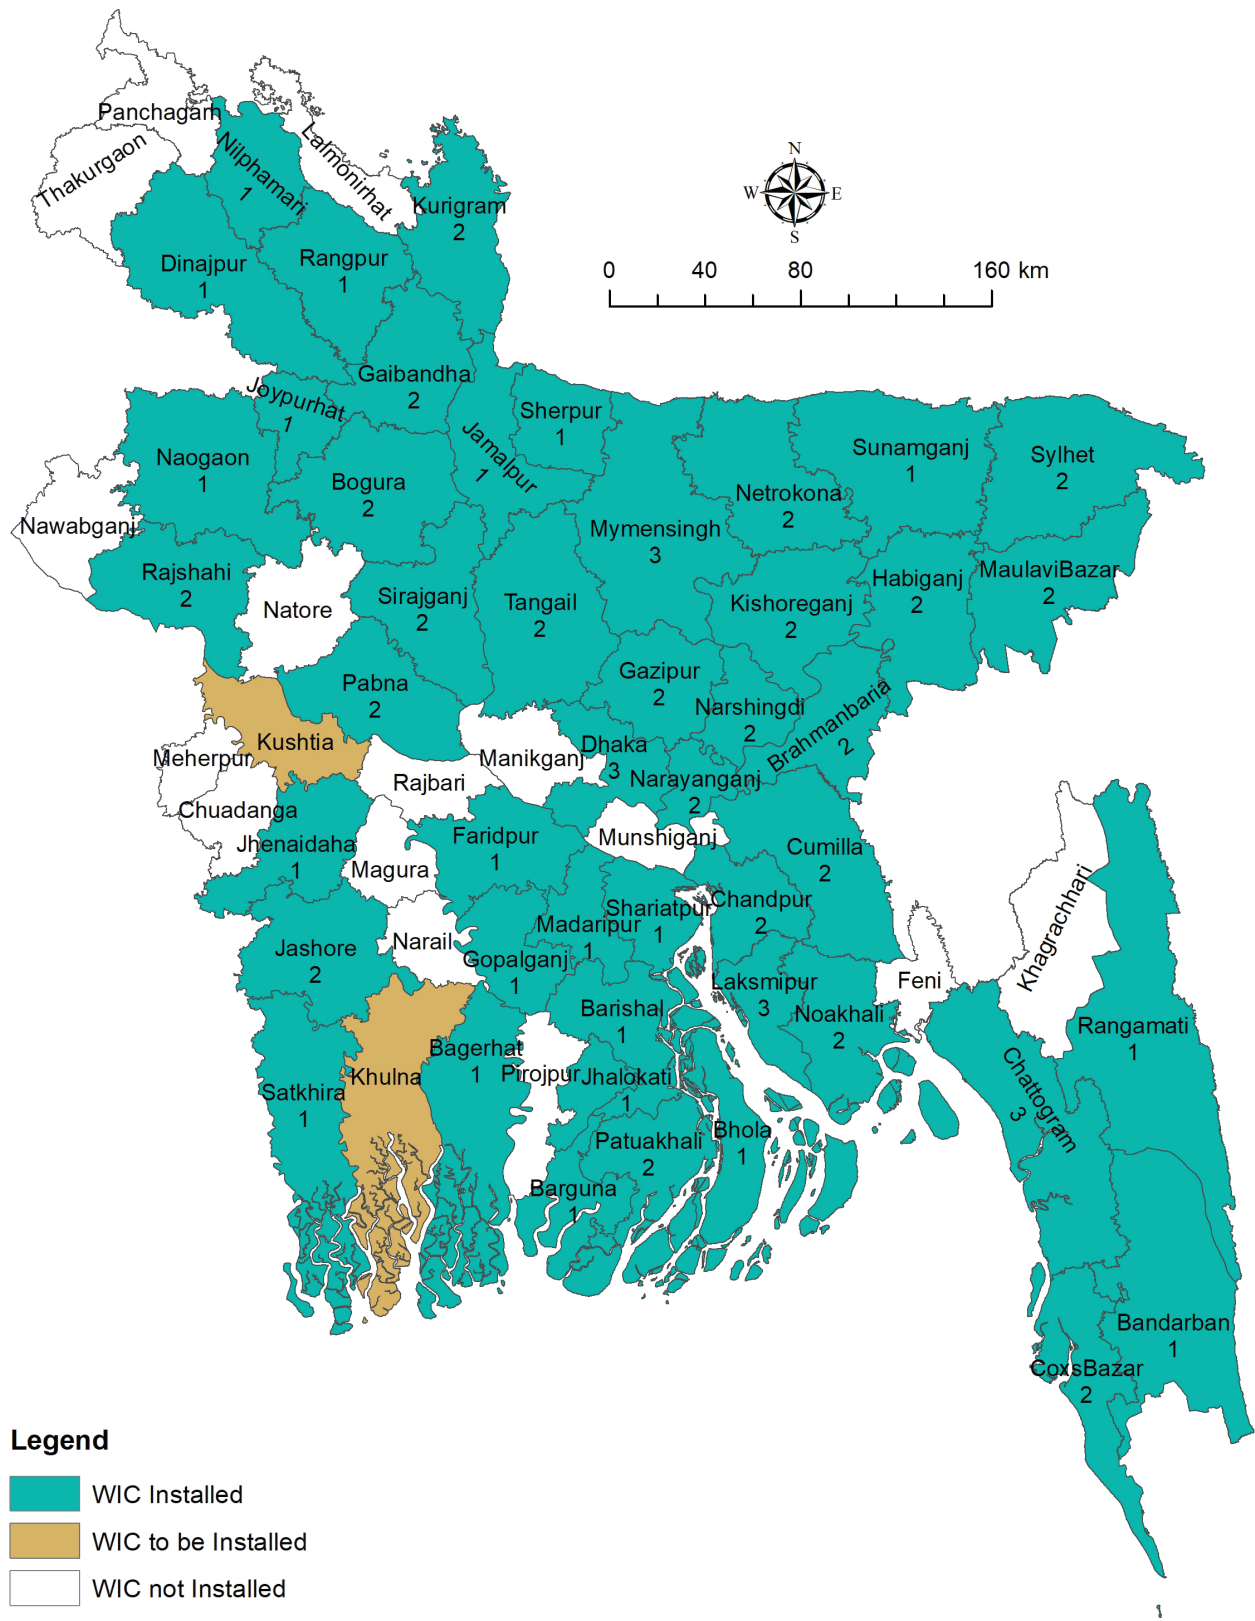 Panchagarh
Thakurgaon
Nilphamari
1
Lalmonirhat
Kurigram
2
N
W
E
S
Dinajpur
1
Rangpur
1
0 40 80 160 km
Gaibandha
2
Joypurhat
1
Sherpur
1
Jamalpur
1
Naogaon
1
Bogura
2
Sunamganj
1
Sylhet
2
Netrokona
2
Nawabganj
Mymensingh
3
Rajshahi
2
Natore
Sirajganj
2
Tangail
2
Kishoreganj
2
Habiganj
2
MaulaviBazar
2
Pabna
2
Gazipur
2
Narshingdi
2
Brahmanbaria
2
Kushtia
Meherpur
Manikganj
Dhaka
3
Narayanganj
2
Rajbari
Chuadanga
Jhenaidaha
1
Magura
Faridpur
1
Munshiganj
Cumilla
2
Chandpur
2
Shariatpur
1
Madaripur
1
Khagrachhari
Jashore
2
Narail
Gopalganj
1
Laksmipur
3
Feni
Barishal
1
Noakhali
2
Rangamati
1
Bagerhat
1
Pirojpur
Jhalokati
1
Khulna
Satkhira
1
Chattogram
3
Patuakhali
2
Bhola
1
Barguna
1
Bandarban
1
CoxsBazar
2
Legend
WIC Installed
WIC to be Installed
WIC not Installed